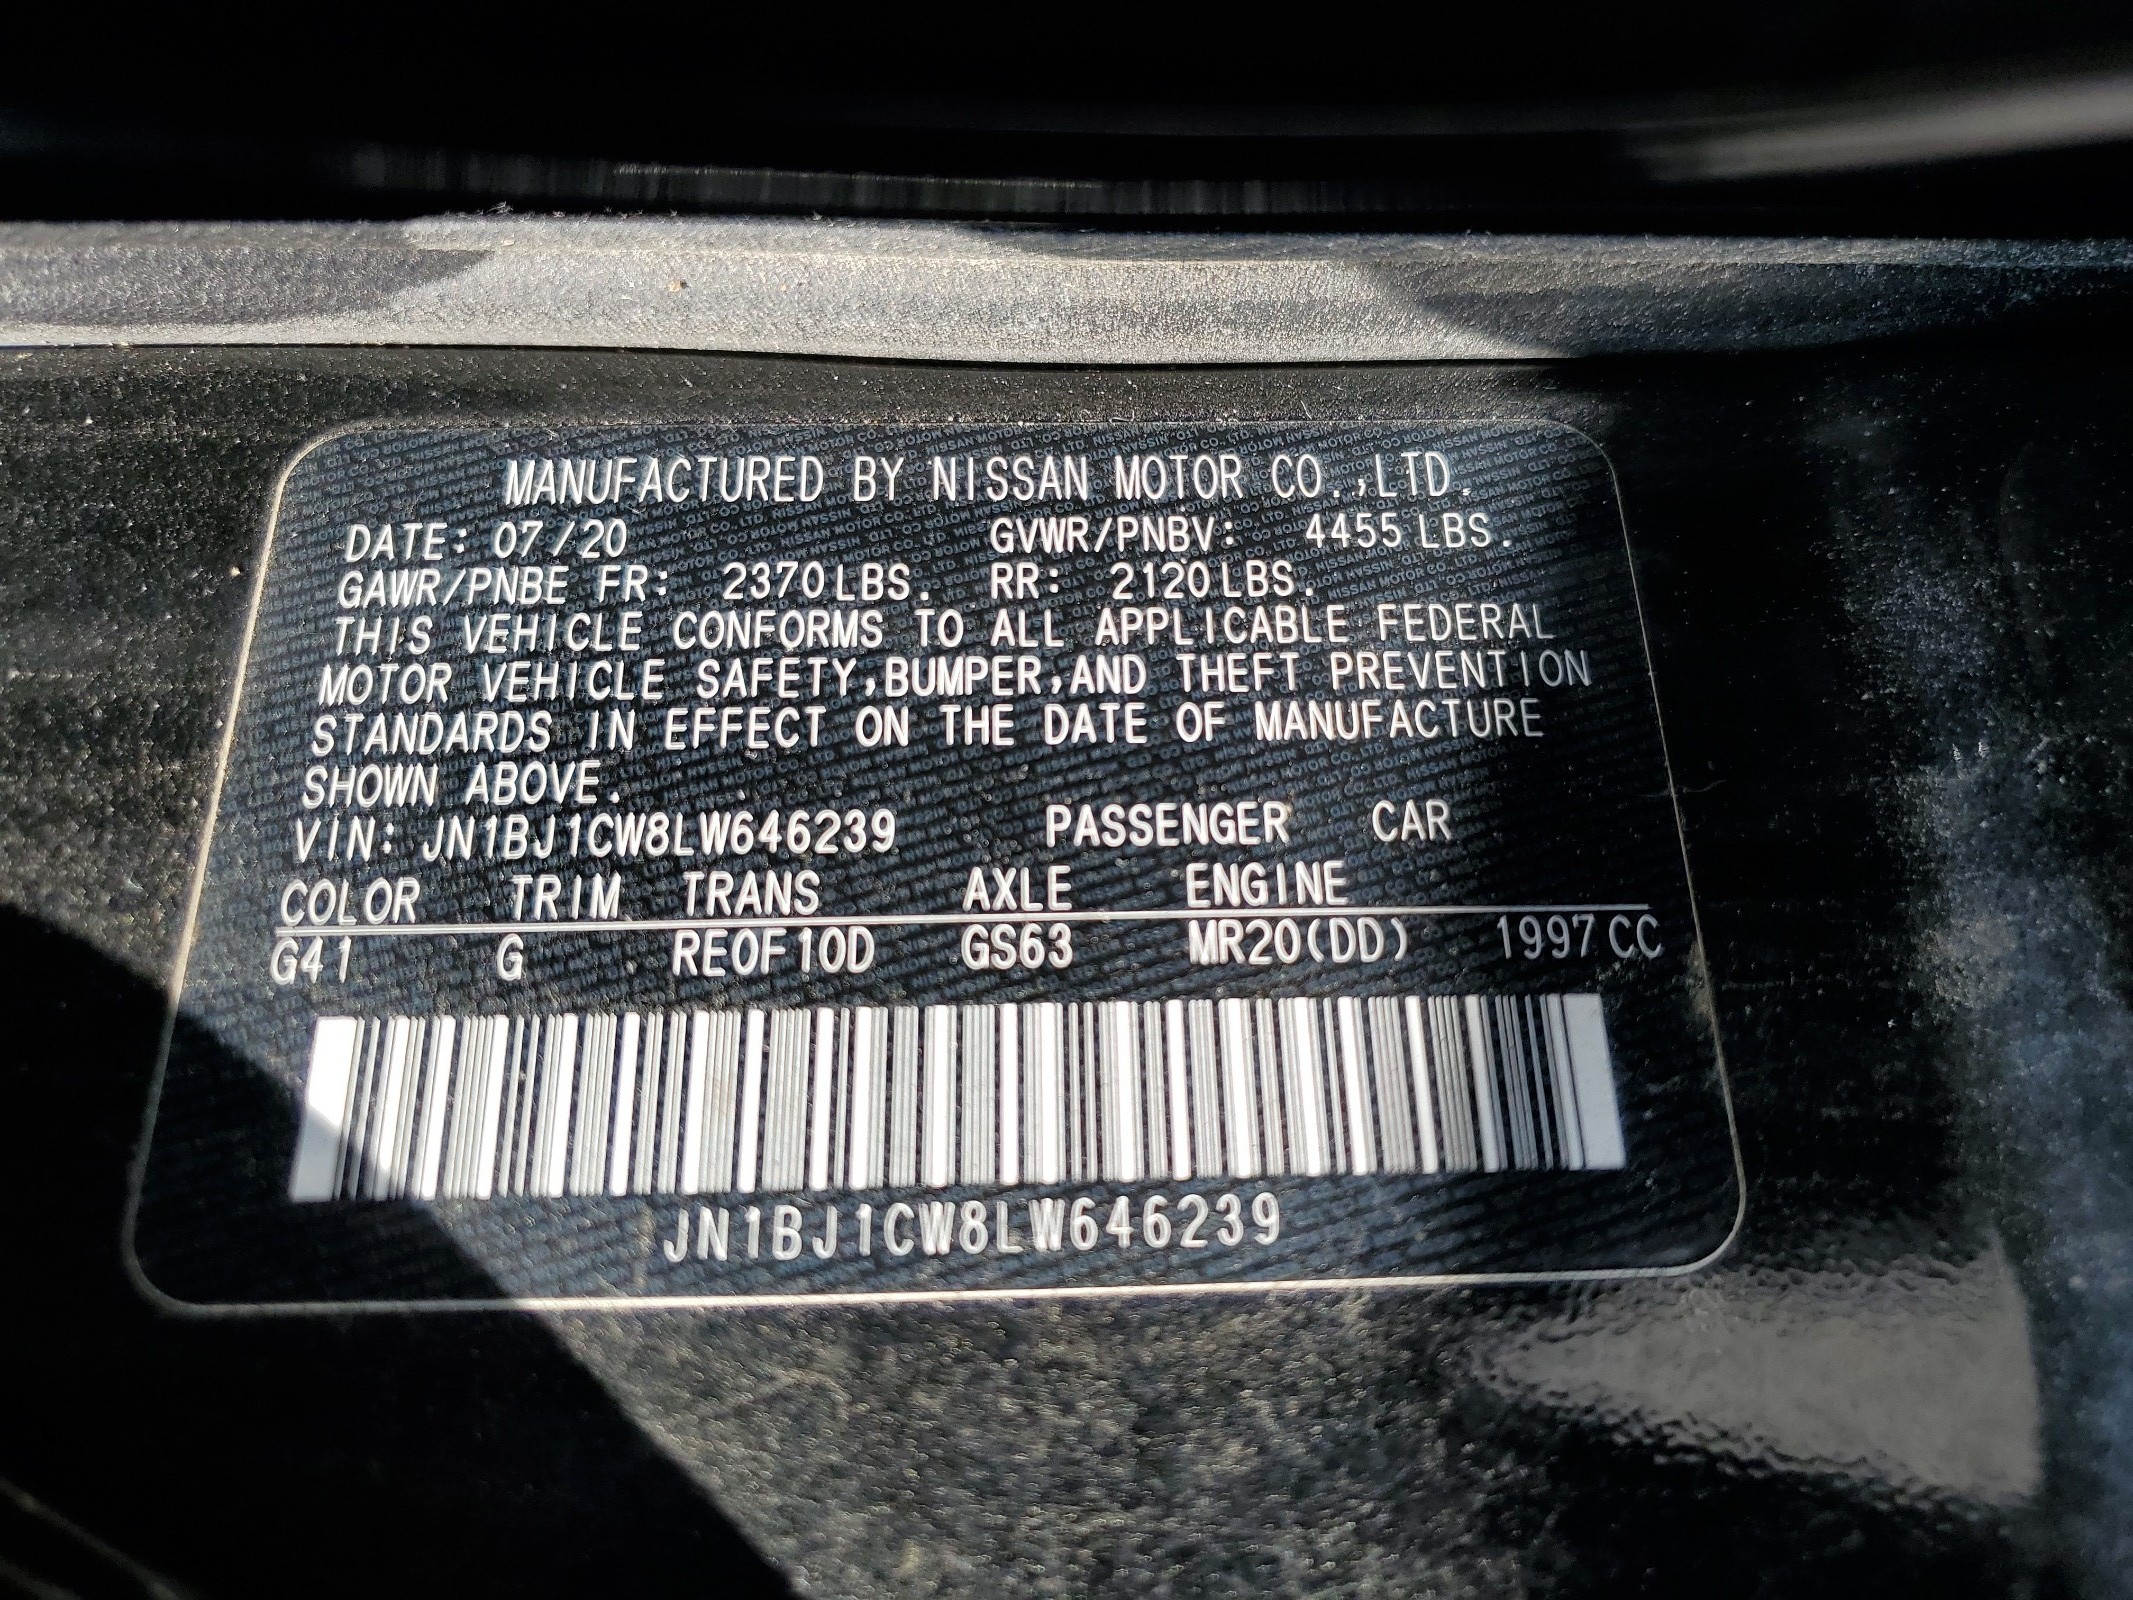 MANUFACTURED BY NISSAN MOTOR CO.,LTD.
DATE: 07/20 GVWR/PNBV: 4455 LBS.
GAWR/PNBE FR: 2370 LBS. RR: 2120 LBS.
THIS VEHICLE CONFORMS TO ALL APPLICABLE FEDERAL
MOTOR VEHICLE SAFETY,BUMPER,AND THEFT PREVENTION
STANDARDS IN EFFECT ON THE DATE OF MANUFACTURE
SHOWN ABOVE.
VIN: JN1BJ1CW8LW646239 PASSENGER CAR
COLOR TRIM TRANS AXLE ENGINE
G41 G RE0F10D GS63 MR20(DD) 1997 CC
JN1BJ1CW8LW646239